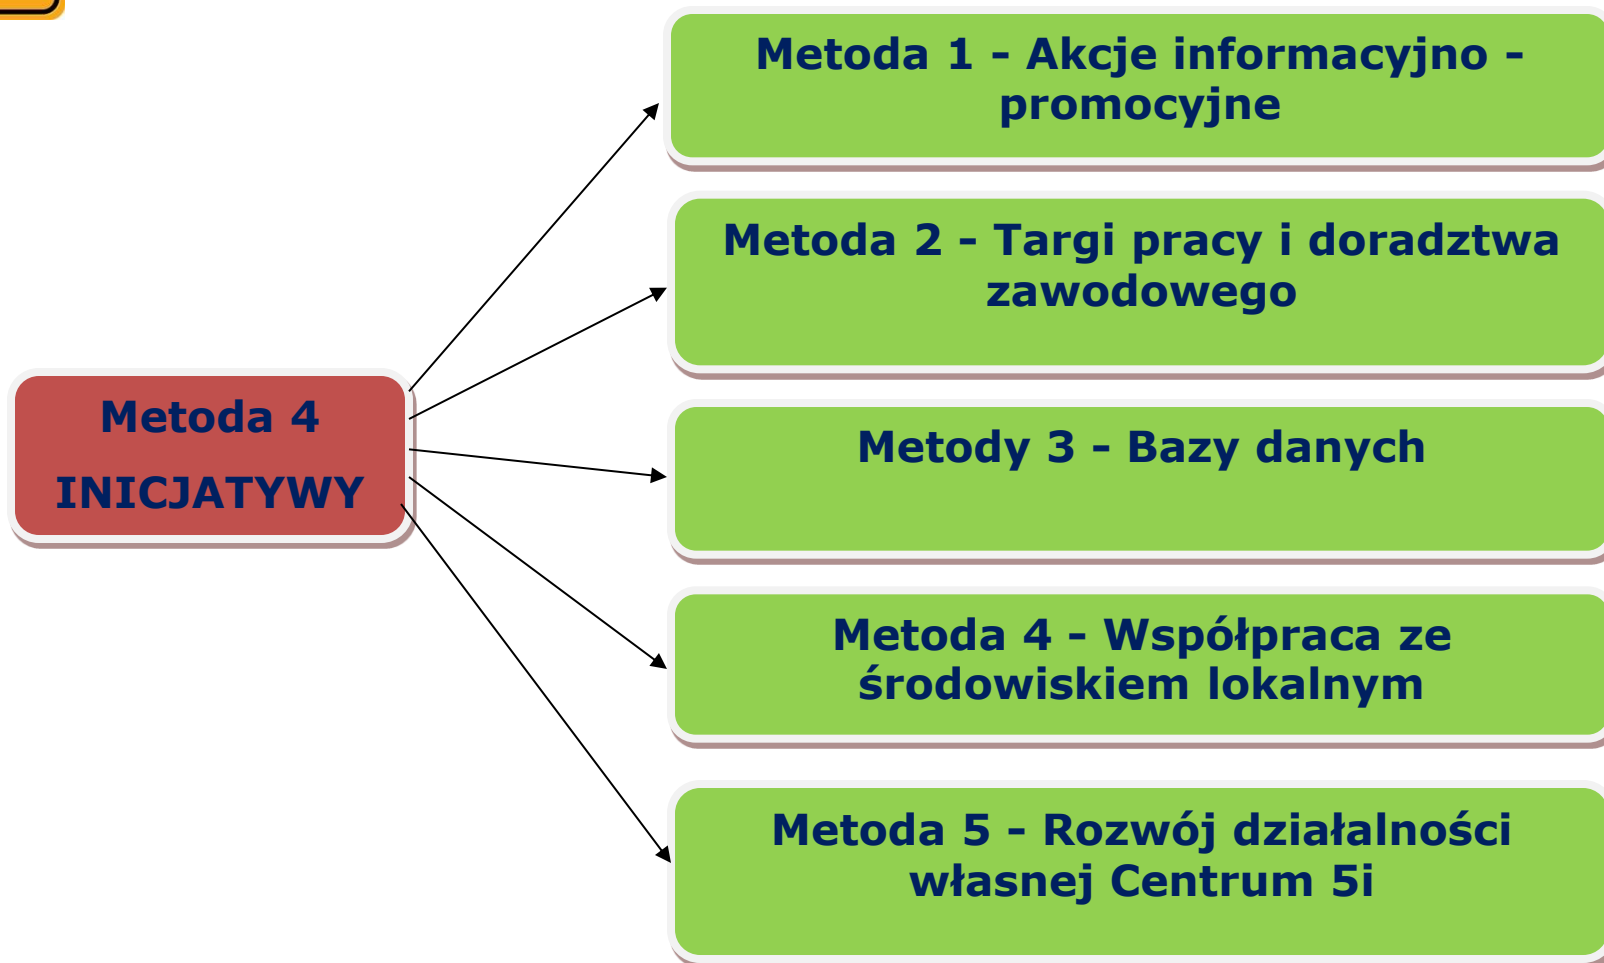 Metoda 1 - Akcje informacyjno -
promocyjne
Metoda 2 - Targi pracy i doradztwa
zawodowego
Metoda 4
INICJATYWY
Metody 3 - Bazy danych
Metoda 4 - Współpraca ze
środowiskiem lokalnym
Metoda 5 - Rozwój działalności
własnej Centrum 5i